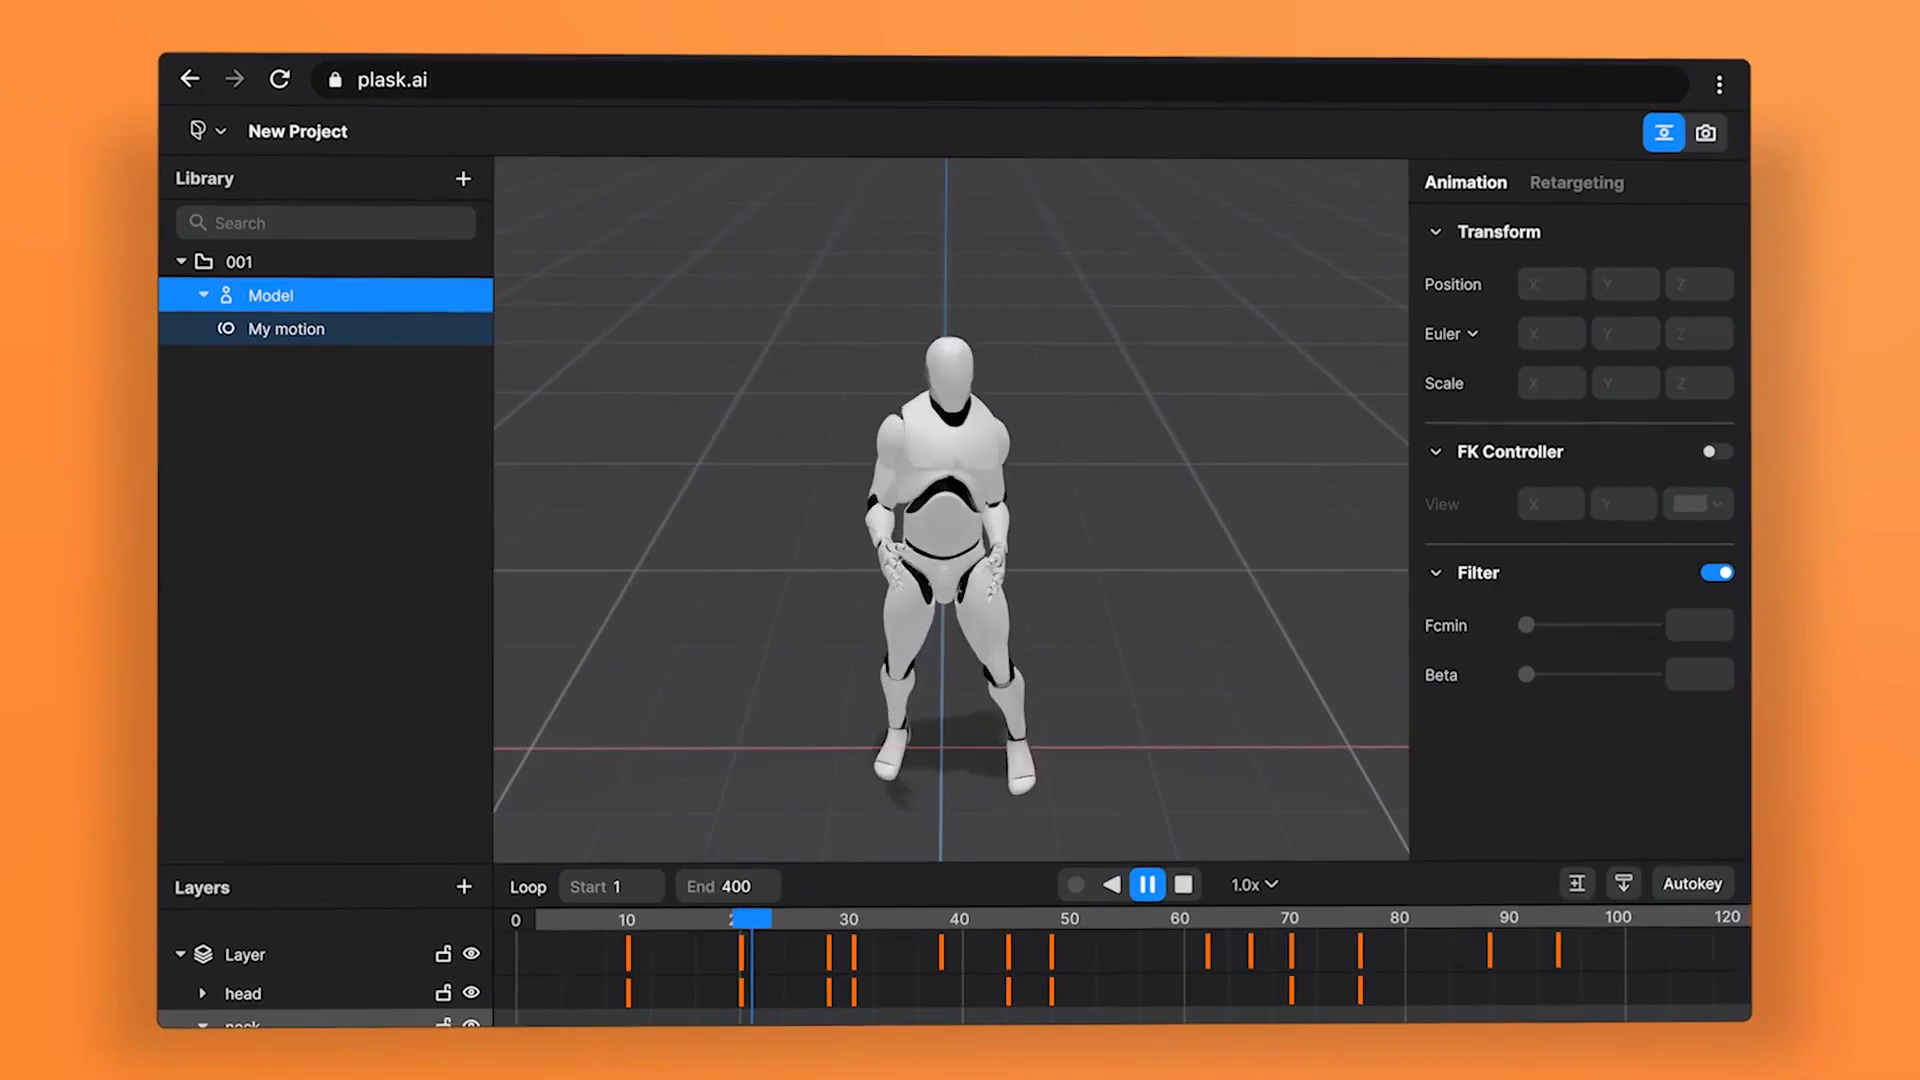 plask.ai
New Project
Library
Search
001
Model
My motion
Animation Retargeting
Transform
Position X Y Z
Euler X Y Z
Scale X Y Z
FK Controller
View X Y
Filter
Fcmin
Beta
Layers
Loop Start 1 End 400 1.0x Autokey
0 10 30 40 50 60 70 80 90 100 120
Layer
head
neck